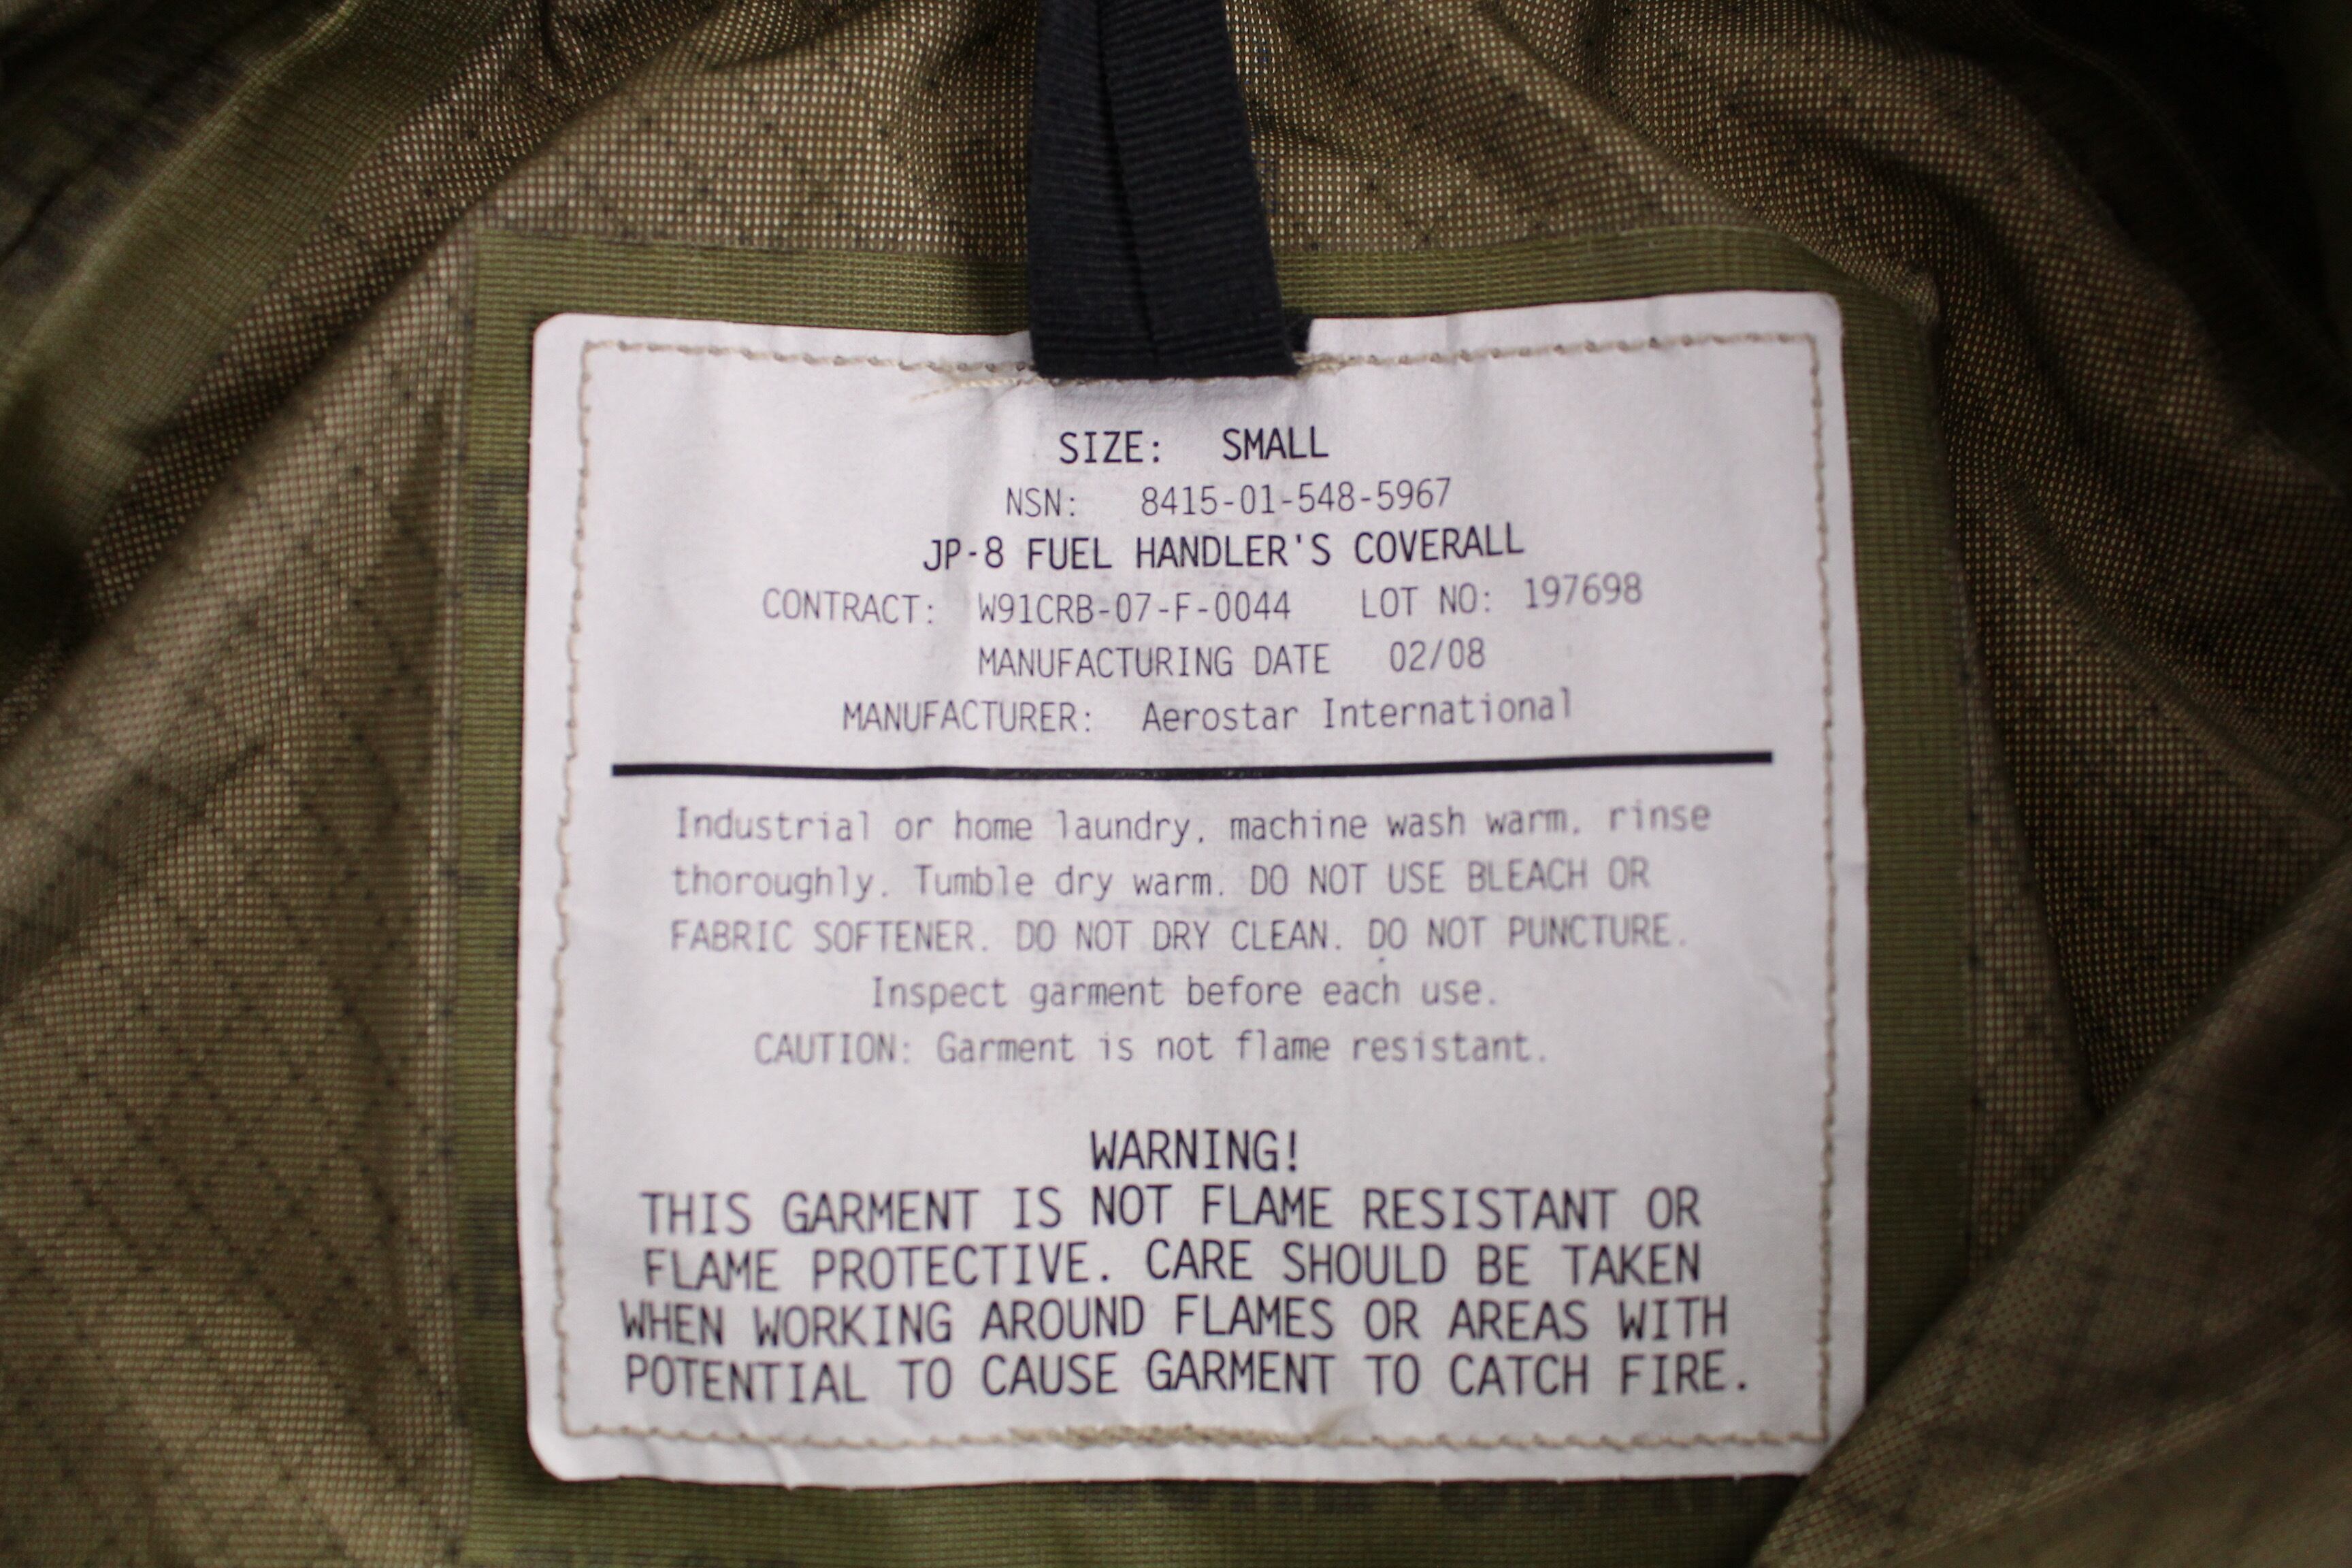 SIZE: SMALL
NSN: 8415-01-548-5967
JP-8 FUEL HANDLER'S COVERALL
CONTRACT: W91CRB-07-F-0044 LOT NO: 197698
MANUFACTURING DATE 02/08
MANUFACTURER: Aerostar International
Industrial or home laundry, machine wash warm, rinse
thoroughly. Tumble dry warm. DO NOT USE BLEACH OR
FABRIC SOFTENER. DO NOT DRY CLEAN. DO NOT PUNCTURE.
Inspect garment before each use.
CAUTION: Garment is not flame resistant.
WARNING!
THIS GARMENT IS NOT FLAME RESISTANT OR
FLAME PROTECTIVE. CARE SHOULD BE TAKEN
WHEN WORKING AROUND FLAMES OR AREAS WITH
POTENTIAL TO CAUSE GARMENT TO CATCH FIRE.